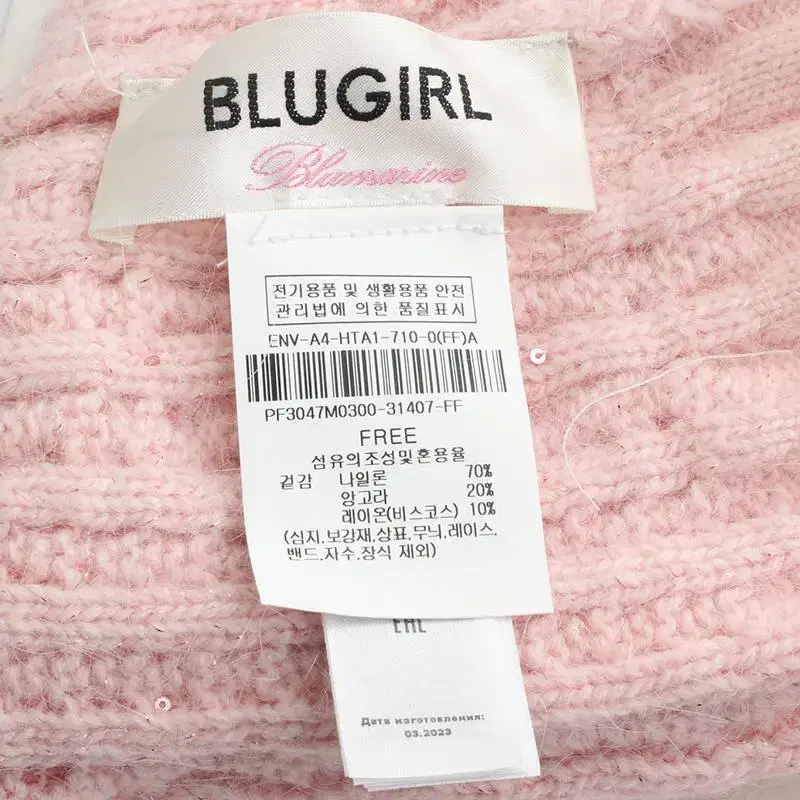 BLUGIRL
Blumarine
전기용품 및 생활용품 안전
관리법에 의한 품질표시
ENV-A4-HTA1-710-0(FF)A
PF3047M0300-31407-FF
FREE
섬유의조성및혼용율
겉감 나일론 70%
앙고라 20%
레이온(비스코스) 10%
(심지,보강재,상표,무늬,레이스,
밴드,자수,장식 제외)
EAC
Дата изготовления:
03.2023